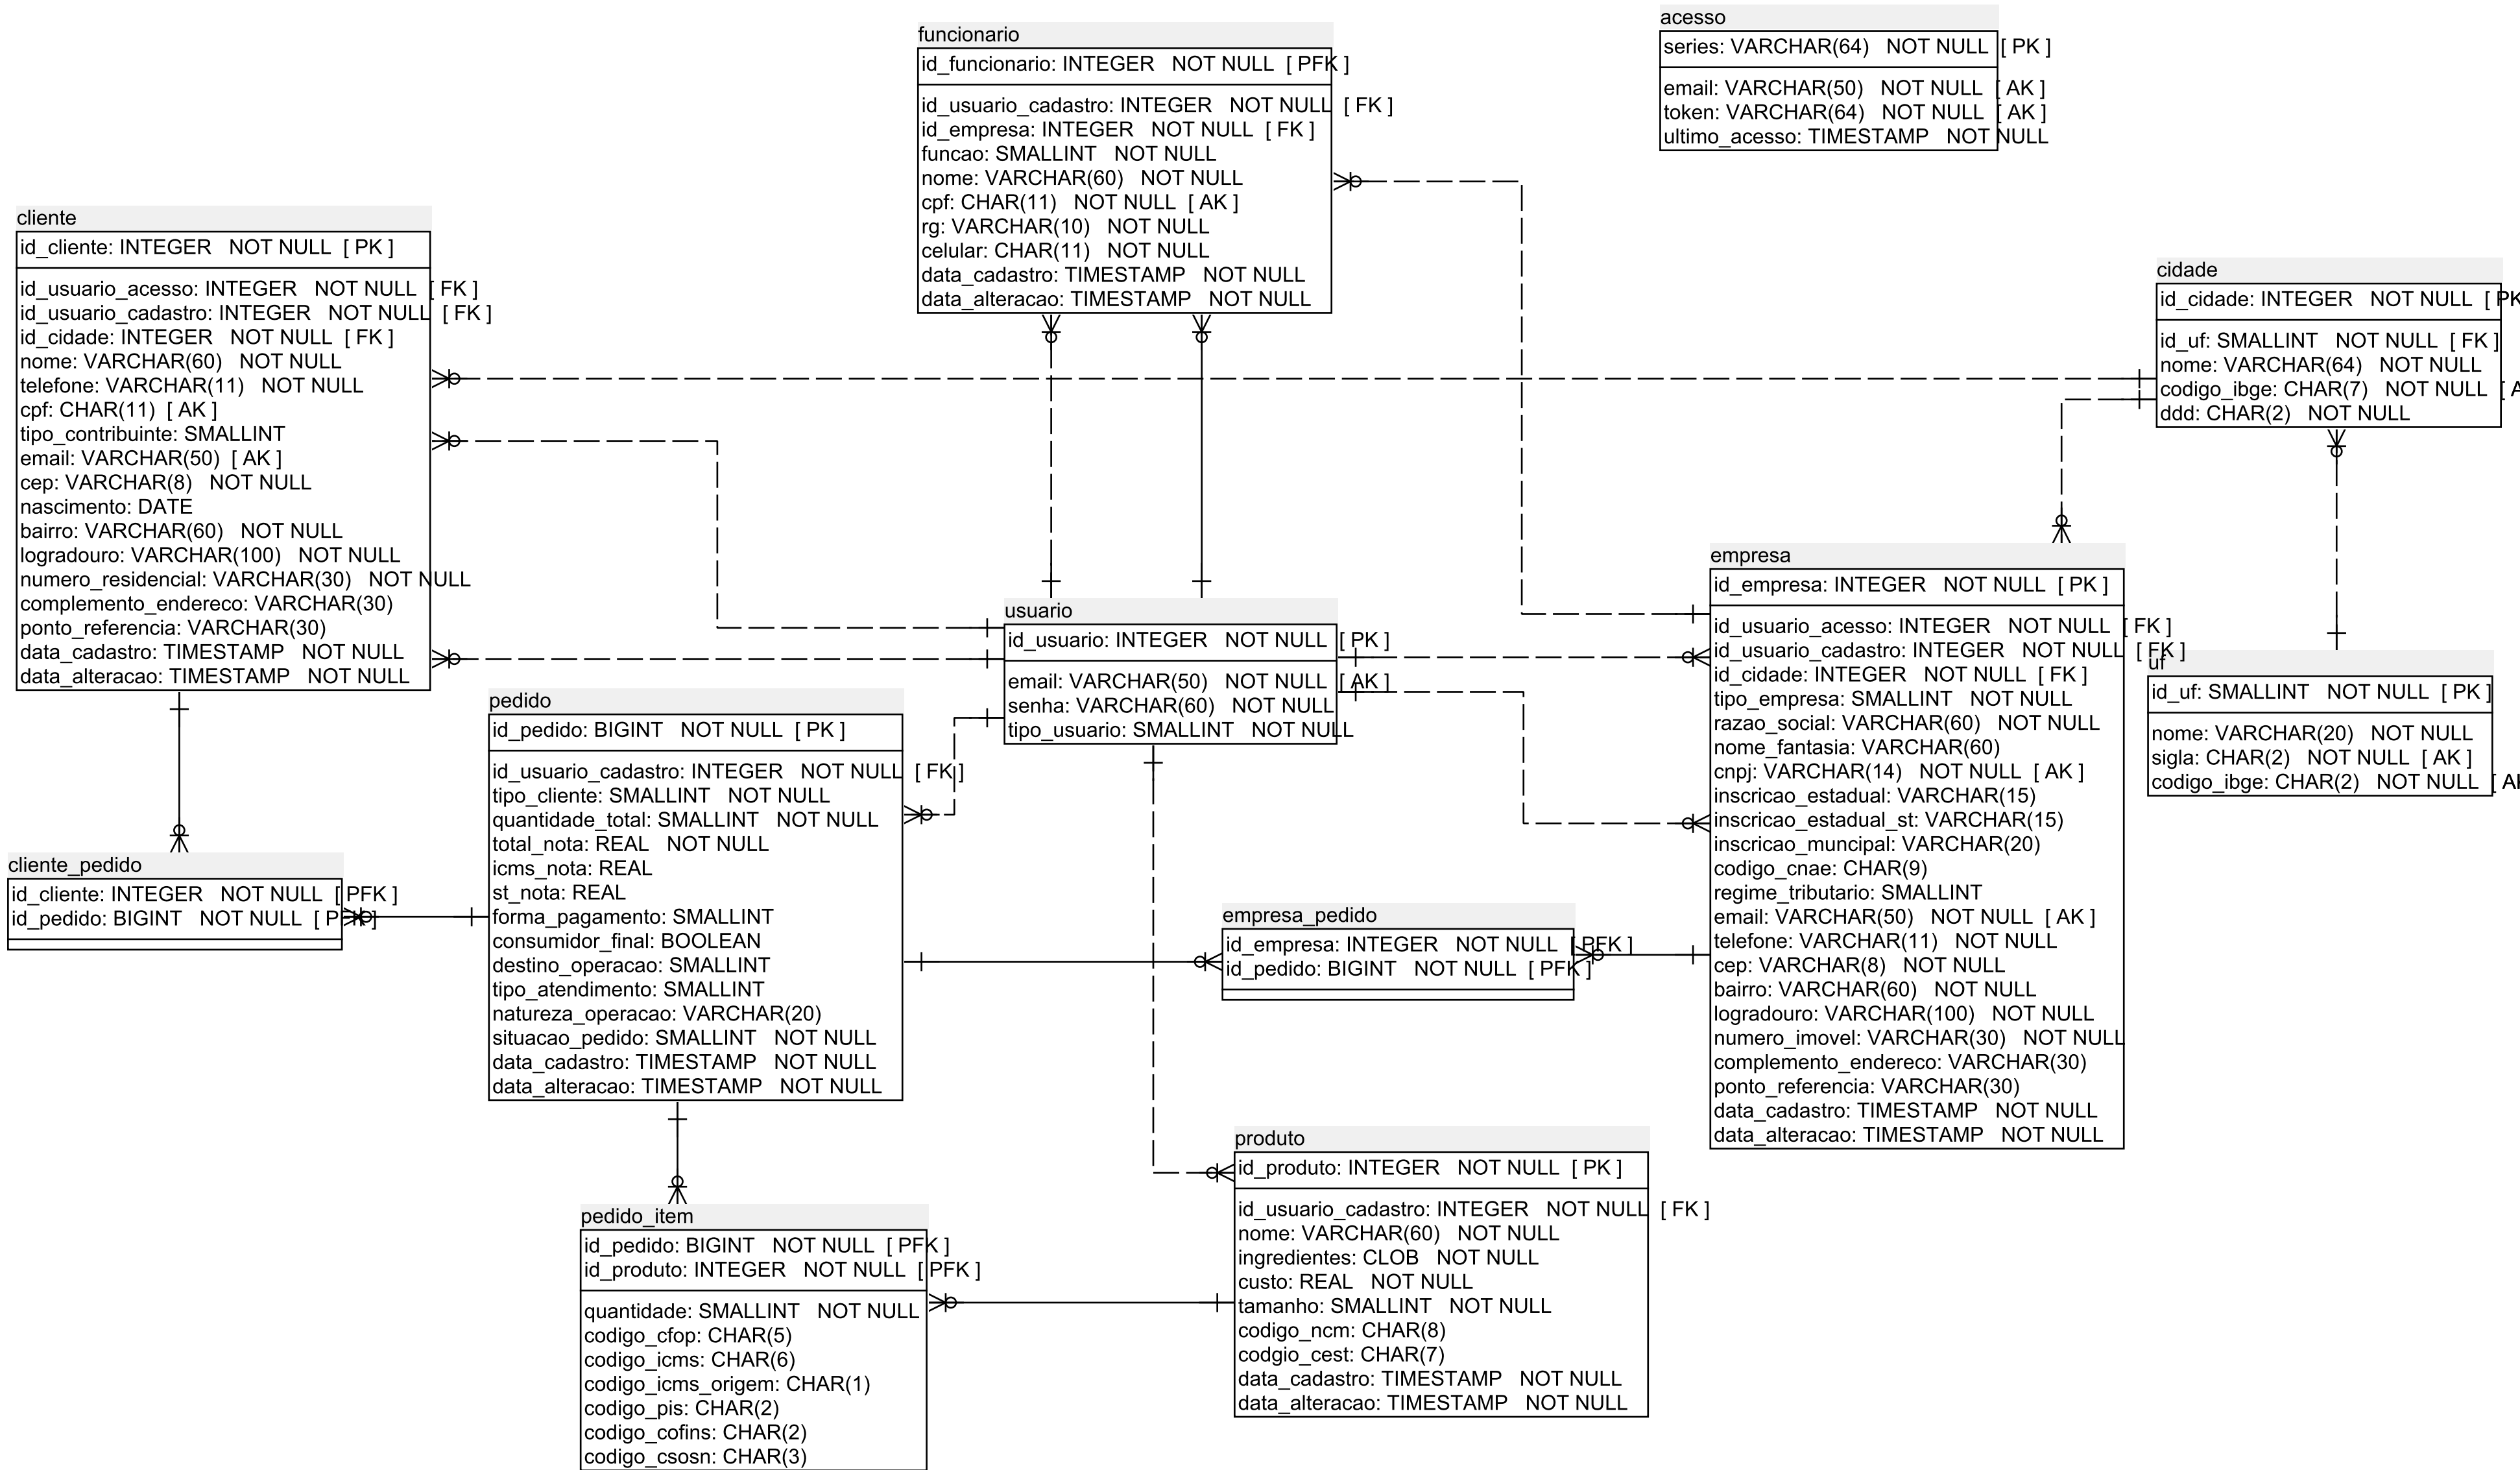 funcionario
id_funcionario: INTEGER NOT NULL [ PFK ]
id_usuario_cadastro: INTEGER NOT NULL [ FK ]
id_empresa: INTEGER NOT NULL [ FK ]
funcao: SMALLINT NOT NULL
nome: VARCHAR(60) NOT NULL
cpf: CHAR(11) NOT NULL [ AK ]
rg: VARCHAR(10) NOT NULL
celular: CHAR(11) NOT NULL
data_cadastro: TIMESTAMP NOT NULL
data_alteracao: TIMESTAMP NOT NULL
acesso
series: VARCHAR(64) NOT NULL [ PK ]
email: VARCHAR(50) NOT NULL [ AK ]
token: VARCHAR(64) NOT NULL [ AK ]
ultimo_acesso: TIMESTAMP NOT NULL
cliente
id_cliente: INTEGER NOT NULL [ PK ]
id_usuario_acesso: INTEGER NOT NULL [ FK ]
id_usuario_cadastro: INTEGER NOT NULL [ FK ]
id_cidade: INTEGER NOT NULL [ FK ]
nome: VARCHAR(60) NOT NULL
telefone: VARCHAR(11) NOT NULL
cpf: CHAR(11) [ AK ]
tipo_contribuinte: SMALLINT
email: VARCHAR(50) [ AK ]
cep: VARCHAR(8) NOT NULL
nascimento: DATE
bairro: VARCHAR(60) NOT NULL
logradouro: VARCHAR(100) NOT NULL
numero_residencial: VARCHAR(30) NOT NULL
complemento_endereco: VARCHAR(30)
ponto_referencia: VARCHAR(30)
data_cadastro: TIMESTAMP NOT NULL
data_alteracao: TIMESTAMP NOT NULL
cidade
id_cidade: INTEGER NOT NULL [ PK
id_uf: SMALLINT NOT NULL [ FK ]
nome: VARCHAR(64) NOT NULL
codigo_ibge: CHAR(7) NOT NULL [ A
ddd: CHAR(2) NOT NULL
usuario
id_usuario: INTEGER NOT NULL [ PK ]
email: VARCHAR(50) NOT NULL [ AK ]
senha: VARCHAR(60) NOT NULL
tipo_usuario: SMALLINT NOT NULL
empresa
id_empresa: INTEGER NOT NULL [ PK ]
id_usuario_acesso: INTEGER NOT NULL [ FK ]
id_usuario_cadastro: INTEGER NOT NULL [ FK ]
id_cidade: INTEGER NOT NULL [ FK ]
tipo_empresa: SMALLINT NOT NULL
razao_social: VARCHAR(60) NOT NULL
nome_fantasia: VARCHAR(60)
cnpj: VARCHAR(14) NOT NULL [ AK ]
inscricao_estadual: VARCHAR(15)
inscricao_estadual_st: VARCHAR(15)
inscricao_muncipal: VARCHAR(20)
codigo_cnae: CHAR(9)
regime_tributario: SMALLINT
email: VARCHAR(50) NOT NULL [ AK ]
telefone: VARCHAR(11) NOT NULL
cep: VARCHAR(8) NOT NULL
bairro: VARCHAR(60) NOT NULL
logradouro: VARCHAR(100) NOT NULL
numero_imovel: VARCHAR(30) NOT NULL
complemento_endereco: VARCHAR(30)
ponto_referencia: VARCHAR(30)
data_cadastro: TIMESTAMP NOT NULL
data_alteracao: TIMESTAMP NOT NULL
uf
id_uf: SMALLINT NOT NULL [ PK ]
nome: VARCHAR(20) NOT NULL
sigla: CHAR(2) NOT NULL [ AK ]
codigo_ibge: CHAR(2) NOT NULL [ AK
pedido
id_pedido: BIGINT NOT NULL [ PK ]
id_usuario_cadastro: INTEGER NOT NULL [ FK ]
tipo_cliente: SMALLINT NOT NULL
quantidade_total: SMALLINT NOT NULL
total_nota: REAL NOT NULL
icms_nota: REAL
st_nota: REAL
forma_pagamento: SMALLINT
consumidor_final: BOOLEAN
destino_operacao: SMALLINT
tipo_atendimento: SMALLINT
natureza_operacao: VARCHAR(20)
situacao_pedido: SMALLINT NOT NULL
data_cadastro: TIMESTAMP NOT NULL
data_alteracao: TIMESTAMP NOT NULL
cliente_pedido
id_cliente: INTEGER NOT NULL [ PFK ]
id_pedido: BIGINT NOT NULL [ PFK ]
empresa_pedido
id_empresa: INTEGER NOT NULL [ PFK ]
id_pedido: BIGINT NOT NULL [ PFK ]
produto
id_produto: INTEGER NOT NULL [ PK ]
id_usuario_cadastro: INTEGER NOT NULL [ FK ]
nome: VARCHAR(60) NOT NULL
ingredientes: CLOB NOT NULL
custo: REAL NOT NULL
tamanho: SMALLINT NOT NULL
codigo_ncm: CHAR(8)
codgio_cest: CHAR(7)
data_cadastro: TIMESTAMP NOT NULL
data_alteracao: TIMESTAMP NOT NULL
pedido_item
id_pedido: BIGINT NOT NULL [ PFK ]
id_produto: INTEGER NOT NULL [ PFK ]
quantidade: SMALLINT NOT NULL
codigo_cfop: CHAR(5)
codigo_icms: CHAR(6)
codigo_icms_origem: CHAR(1)
codigo_pis: CHAR(2)
codigo_cofins: CHAR(2)
codigo_csosn: CHAR(3)